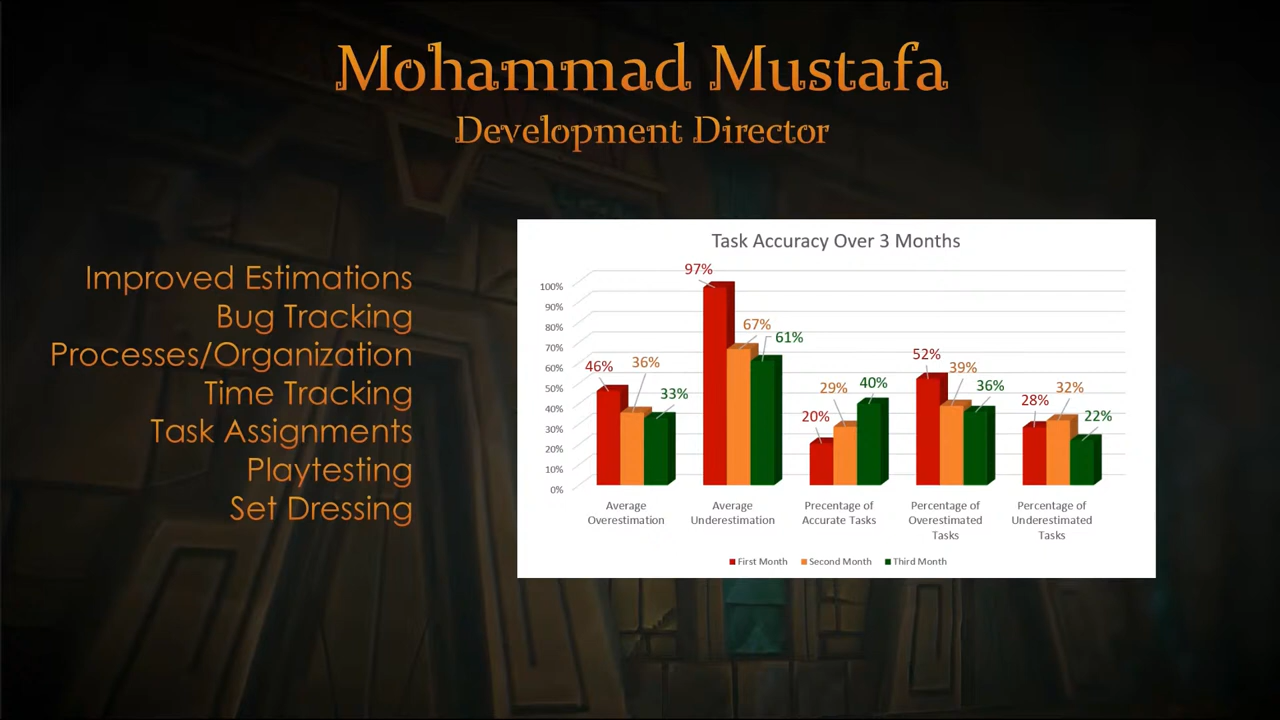 Mohammad Mustafa
Development Director
Improved Estimations
Bug Tracking
Processes/Organization
Time Tracking
Task Assignments
Playtesting
Set Dressing
Task Accuracy Over 3 Months
100%
90%
80%
70%
60%
50%
40%
30%
20%
10%
0%
46%
36%
33%
97%
67%
61%
20%
29%
40%
52%
39%
36%
28%
32%
22%
Average
Overestimation
Average
Underestimation
Precentage of
Accurate Tasks
Percentage of
Overestimated
Tasks
Percentage of
Underestimated
Tasks
First Month
Second Month
Third Month